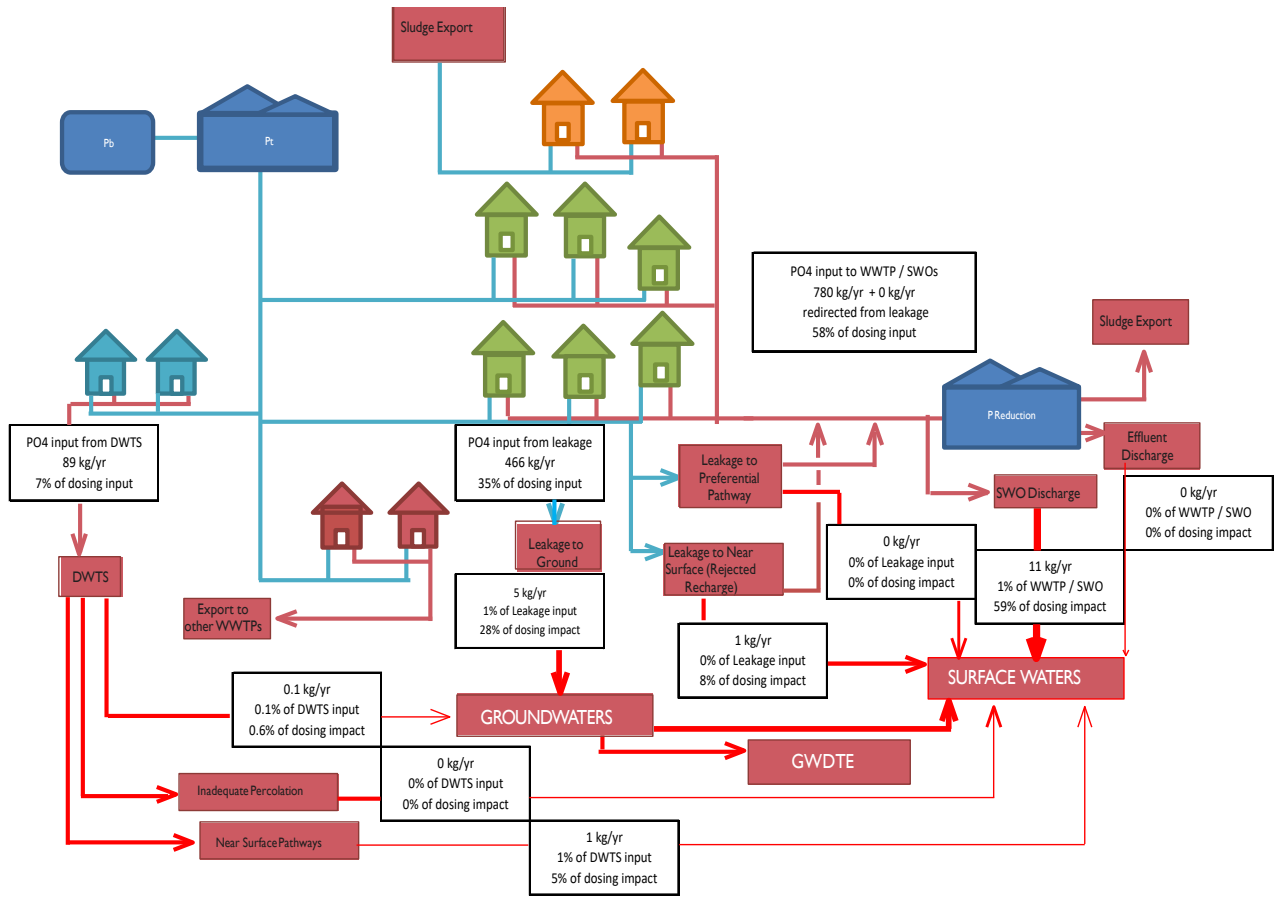 Sludge Export
Pb
Pt
PO4 input to WWTP / SWOs
780 kg/yr + 0 kg/yr
redirected from leakage
58% of dosing input
Sludge Export
P Reduction
Effluent
Discharge
PO4 input from DWTS
89 kg/yr
7% of dosing input
PO4 input from leakage
466 kg/yr
35% of dosing input
Leakage to
Preferential
Pathway
SWO Discharge
0 kg/yr
0% of WWTP / SWO
0% of dosing impact
Leakage to
Ground
Leakage to Near
Surface (Rejected
Recharge)
0 kg/yr
0% of Leakage input
0% of dosing impact
11 kg/yr
1% of WWTP / SWO
59% of dosing impact
DWTS
Export to
other WWTPs
5 kg/yr
1% of Leakage input
28% of dosing impact
1 kg/yr
0% of Leakage input
8% of dosing impact
SURFACE WATERS
0.1 kg/yr
0.1% of DWTS input
0.6% of dosing impact
GROUNDWATERS
GWDTE
0 kg/yr
0% of DWTS input
0% of dosing impact
Inadequate Percolation
Near Surface Pathways
1 kg/yr
1% of DWTS input
5% of dosing impact